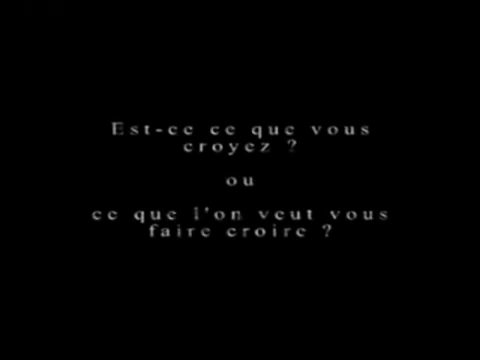 Est-ce ce que vous
croyez ?
ou
ce que l'on veut vous
faire croire ?